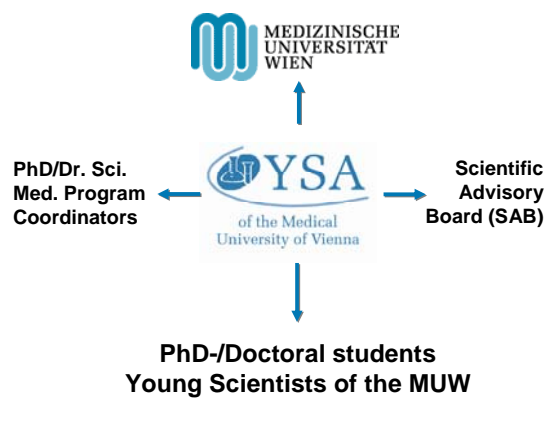 MEDIZINISCHE
UNIVERSITÄT
WIEN
PhD/Dr. Sci.
Med. Program
Coordinators
YSA
of the Medical
University of Vienna
Scientific
Advisory
Board (SAB)
PhD-/Doctoral students
Young Scientists of the MUW